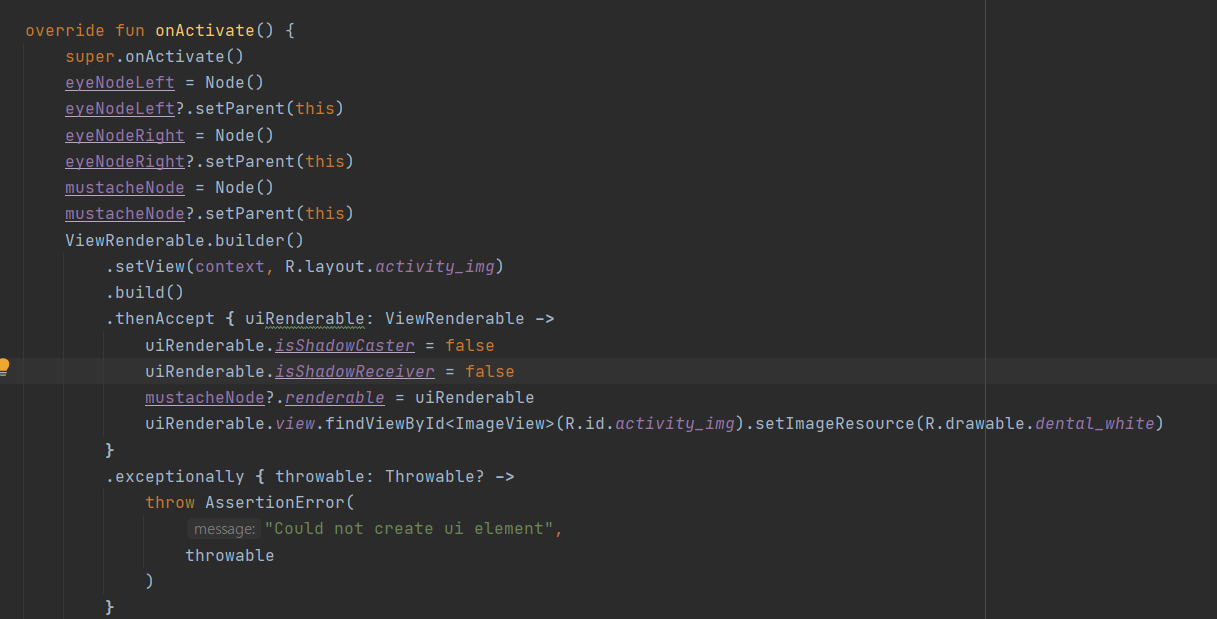 override fun onActivate() {
super.onActivate()
eyeNodeLeft = Node()
eyeNodeLeft?.setParent(this)
eyeNodeRight = Node()
eyeNodeRight?.setParent(this)
mustacheNode = Node()
mustacheNode?.setParent(this)
ViewRenderable.builder()
.setView(context, R.layout.activity_img)
.build()
.thenAccept { uiRenderable: ViewRenderable ->
uiRenderable.isShadowCaster = false
uiRenderable.isShadowReceiver = false
mustacheNode?.renderable = uiRenderable
uiRenderable.view.findViewById<ImageView>(R.id.activity_img).setImageResource(R.drawable.dental_white)
}
.exceptionally { throwable: Throwable? ->
throw AssertionError(
message: "Could not create ui element",
throwable
)
}